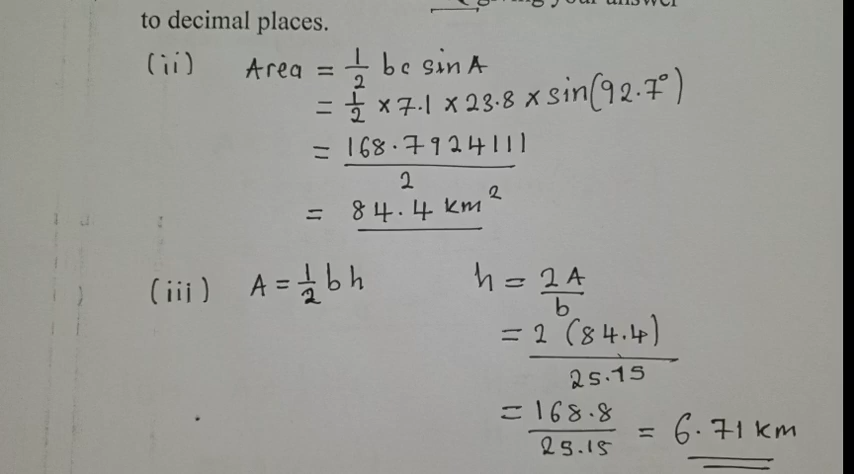 to decimal places.
(ii) Area = 1/2 bc sinA
= 1/2 × 7.1 × 23.8 × sin(92.7°)
= 168.7924111 / 2
= 84.4 km²
(iii) A = 1/2 b h
h = 2A / b
= 2 (84.4) / 25.15
= 168.8 / 25.15 = 6.71 km